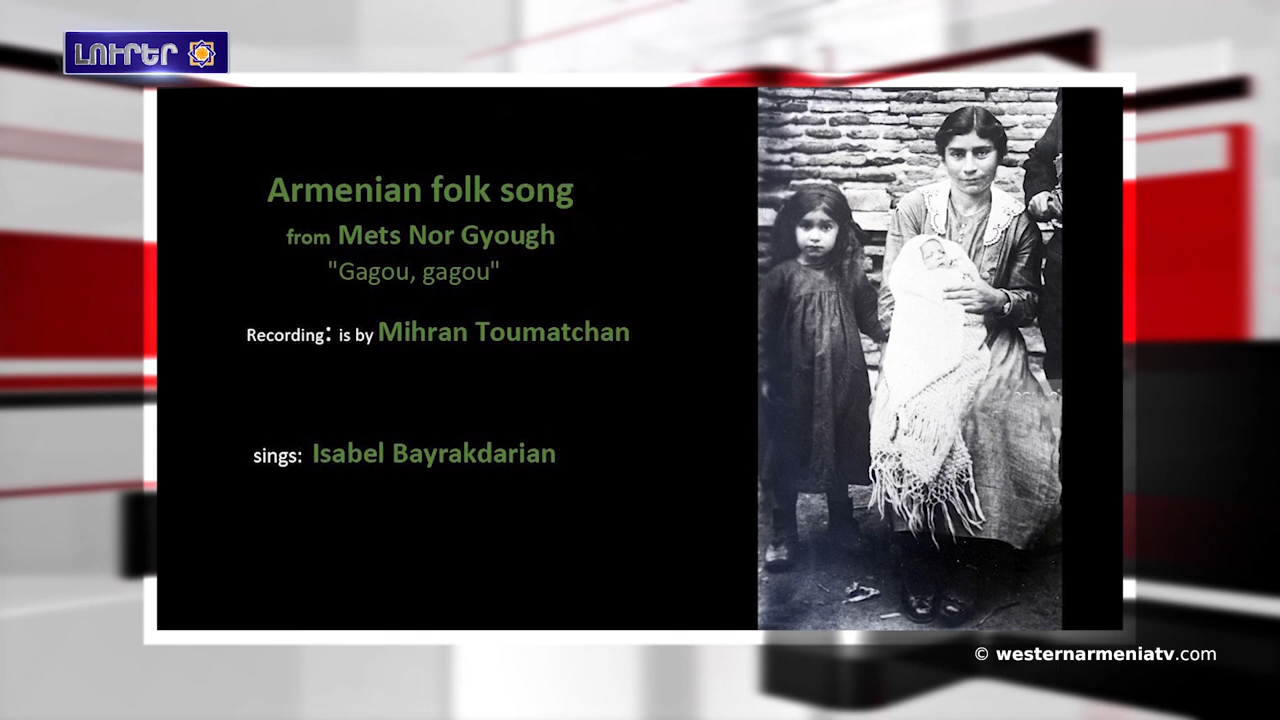 ԼՈՒՐԵՐ
Armenian folk song
from Mets Nor Gyough
"Gagou, gagou"
Recording: is by Mihran Toumatchan
sings: Isabel Bayrakdarian
© westernarmeniatv.com